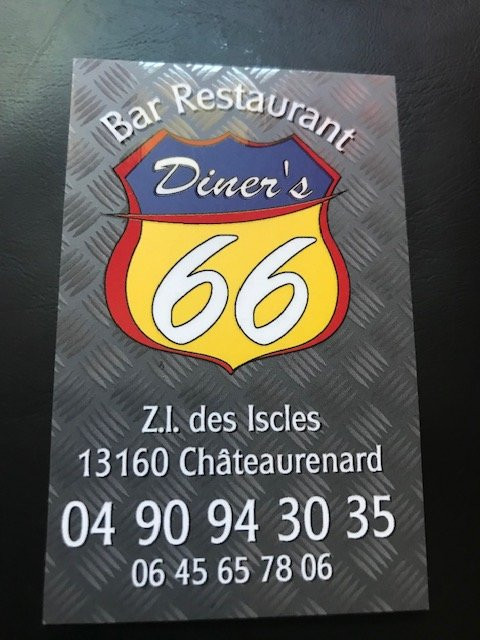 Bar Restaurant
Diner's
66
Z.I. des Iscles
13160 Châteaurenard
04 90 94 30 35
06 45 65 78 06